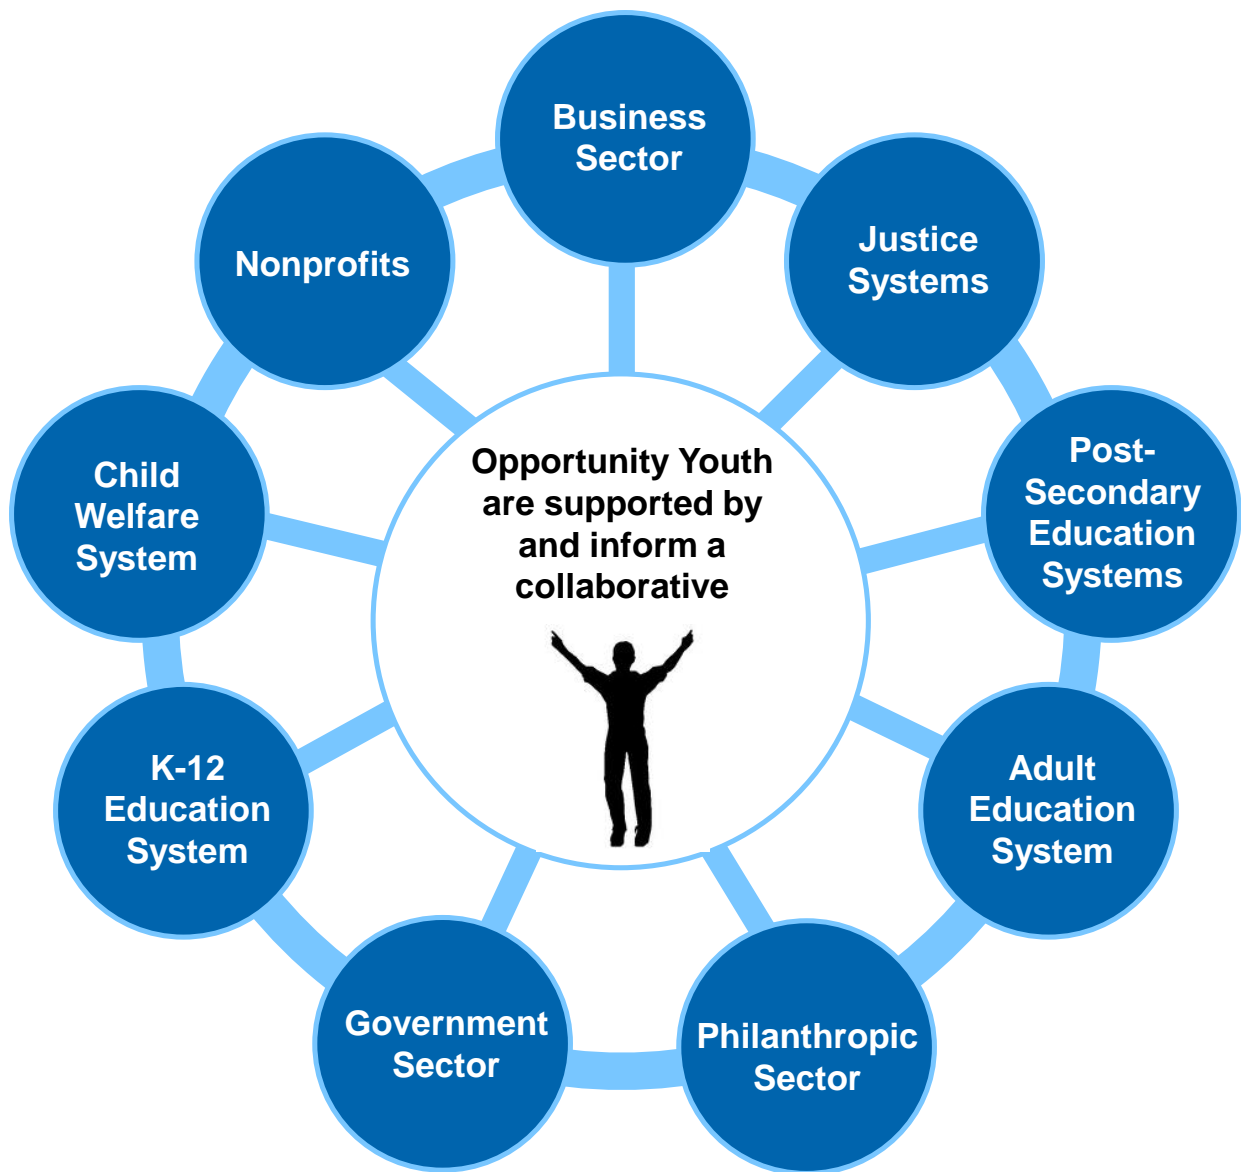 Business
Sector
Justice
Systems
Post-
Secondary
Education
Systems
Adult
Education
System
Philanthropic
Sector
Government
Sector
K-12
Education
System
Child
Welfare
System
Nonprofits
Opportunity Youth
are supported by
and inform a
collaborative